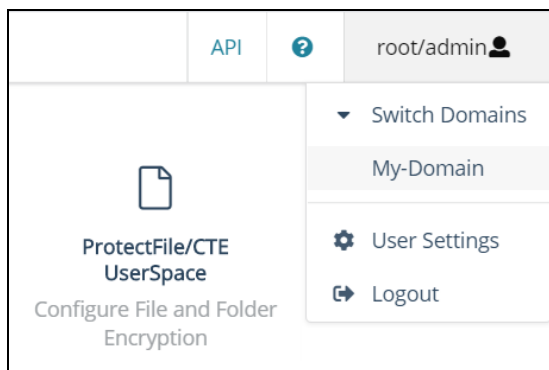 API
?
root/admin
Switch Domains
My-Domain
User Settings
Logout
ProtectFile/CTE
UserSpace
Configure File and Folder
Encryption